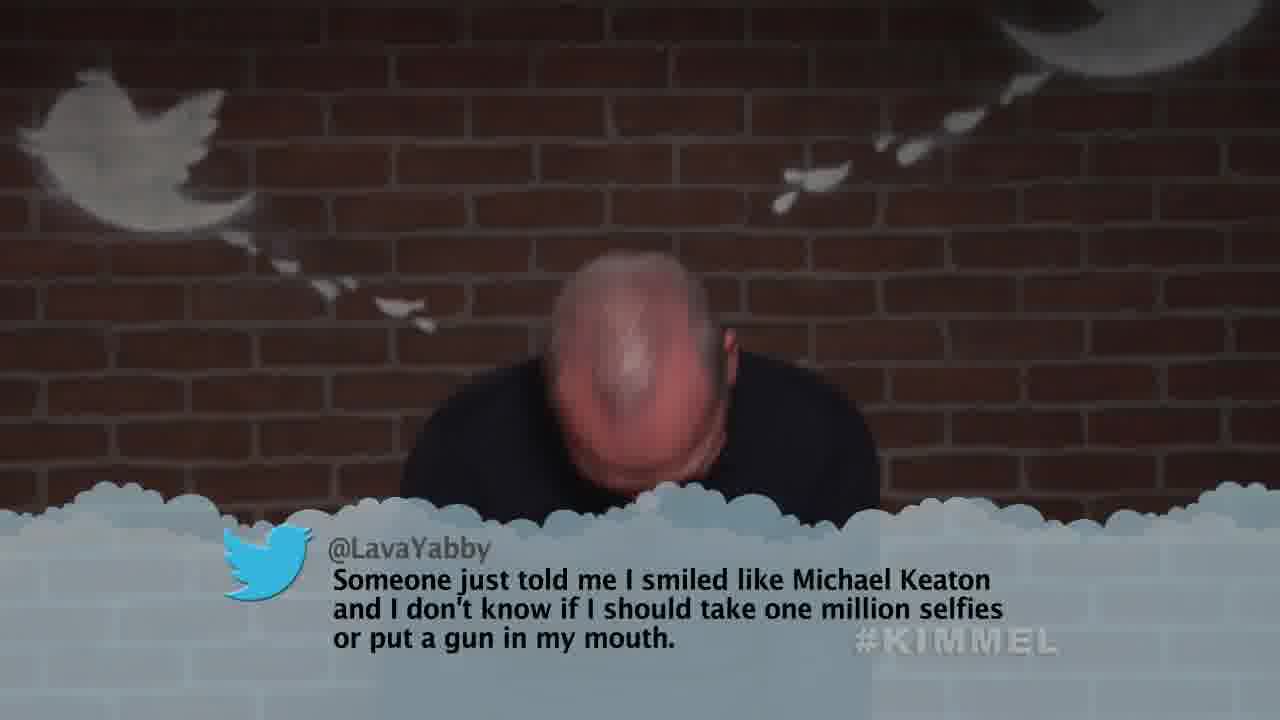 @LavaYabby
Someone just told me I smiled like Michael Keaton
and I don't know if I should take one million selfies
or put a gun in my mouth.
#KIMMEL